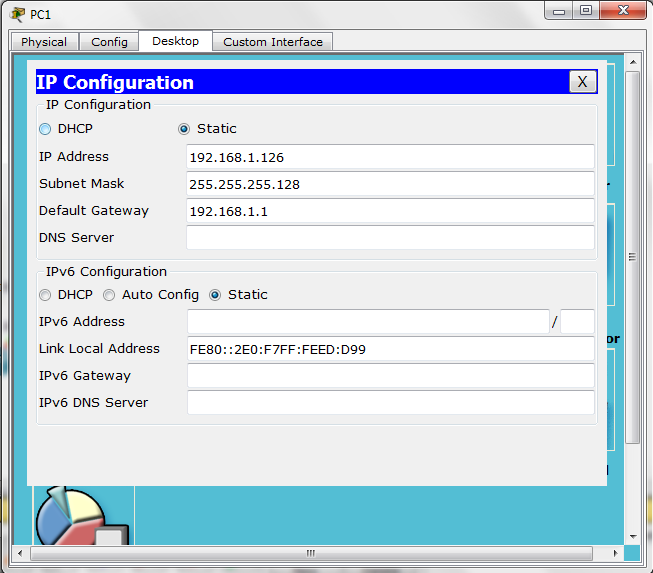 PC1
Physical Config Desktop Custom Interface
IP Configuration X
IP Configuration
DHCP Static
IP Address 192.168.1.126
Subnet Mask 255.255.255.128
Default Gateway 192.168.1.1
DNS Server
IPv6 Configuration
DHCP Auto Config Static
IPv6 Address /
Link Local Address FE80::2E0:F7FF:FEED:D99
IPv6 Gateway
IPv6 DNS Server